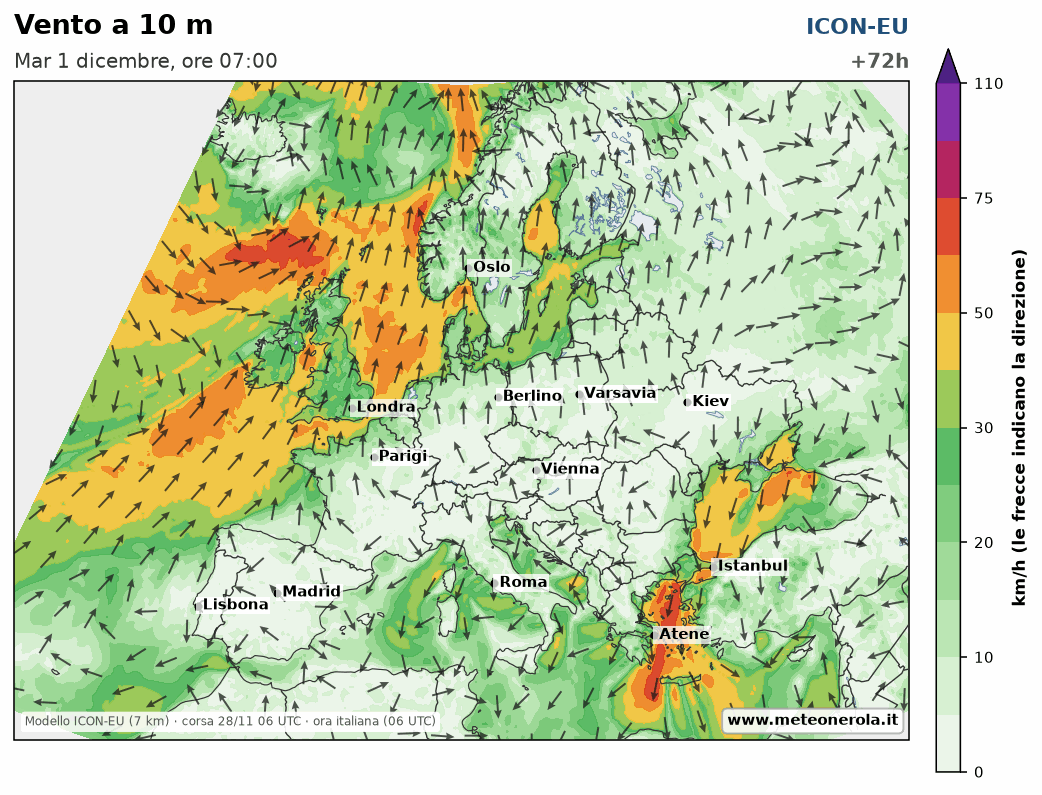 Vento a 10 m
ICON-EU
Mar 1 dicembre, ore 07:00
+72h
110
75
50
30
20
10
0
km/h (le frecce indicano la direzione)
Oslo
Londra
Berlino
Varsavia
Kiev
Parigi
Vienna
Istanbul
Roma
Madrid
Lisbona
Atene
Modello ICON-EU (7 km) · corsa 28/11 06 UTC · ora italiana (06 UTC)
www.meteonerola.it